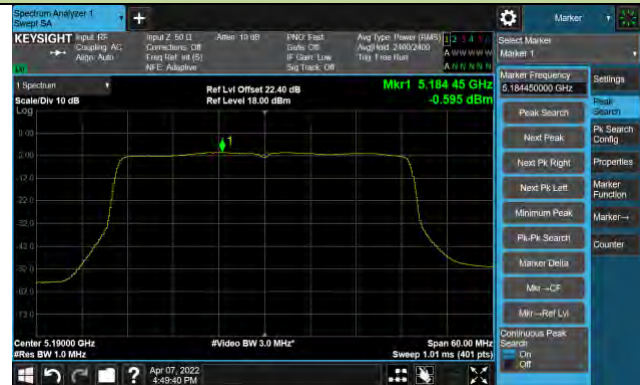 Spectrum Analyzer 1
Swept SA
+
Marker
KEYSIGHT
Input: RF
Coupling: AC
Align: Auto
Input Z: 50 Ω
Corrections: Off
Freq Ref: Int (S)
NFE: Adaptive
Atten: 10 dB
PNO: Fast
Gate: Off
IF Gain: Low
Sig Track: Off
Avg Type: Power (RMS)
Avg|Hold: 2400/2400
Trig: Free Run
1 2 3 4 5 6
A W W W W W
A N N N N N
Select Marker
Marker 1
1 Spectrum
Scale/Div 10 dB
Log
Ref Lvl Offset 22.40 dB
Ref Level 18.00 dBm
Mkr1 5.184 45 GHz
-0.595 dBm
8.00
-2.00
-12.0
-22.0
-32.0
-42.0
-52.0
-62.0
-72.0
1
Center 5.19000 GHz
#Res BW 1.0 MHz
#Video BW 3.0 MHz*
Span 60.00 MHz
Sweep 1.01 ms (401 pts)
Marker Frequency
5.184450000 GHz
Peak Search
Next Peak
Next Pk Right
Next Pk Left
Minimum Peak
Pk-Pk Search
Marker Delta
Mkr→CF
Mkr→Ref Lvl
Continuous Peak
Search
On
Off
Settings
Peak
Search
Pk Search
Config
Properties
Marker
Function
Marker→
Counter
?
Apr 07, 2022
4:49:40 PM